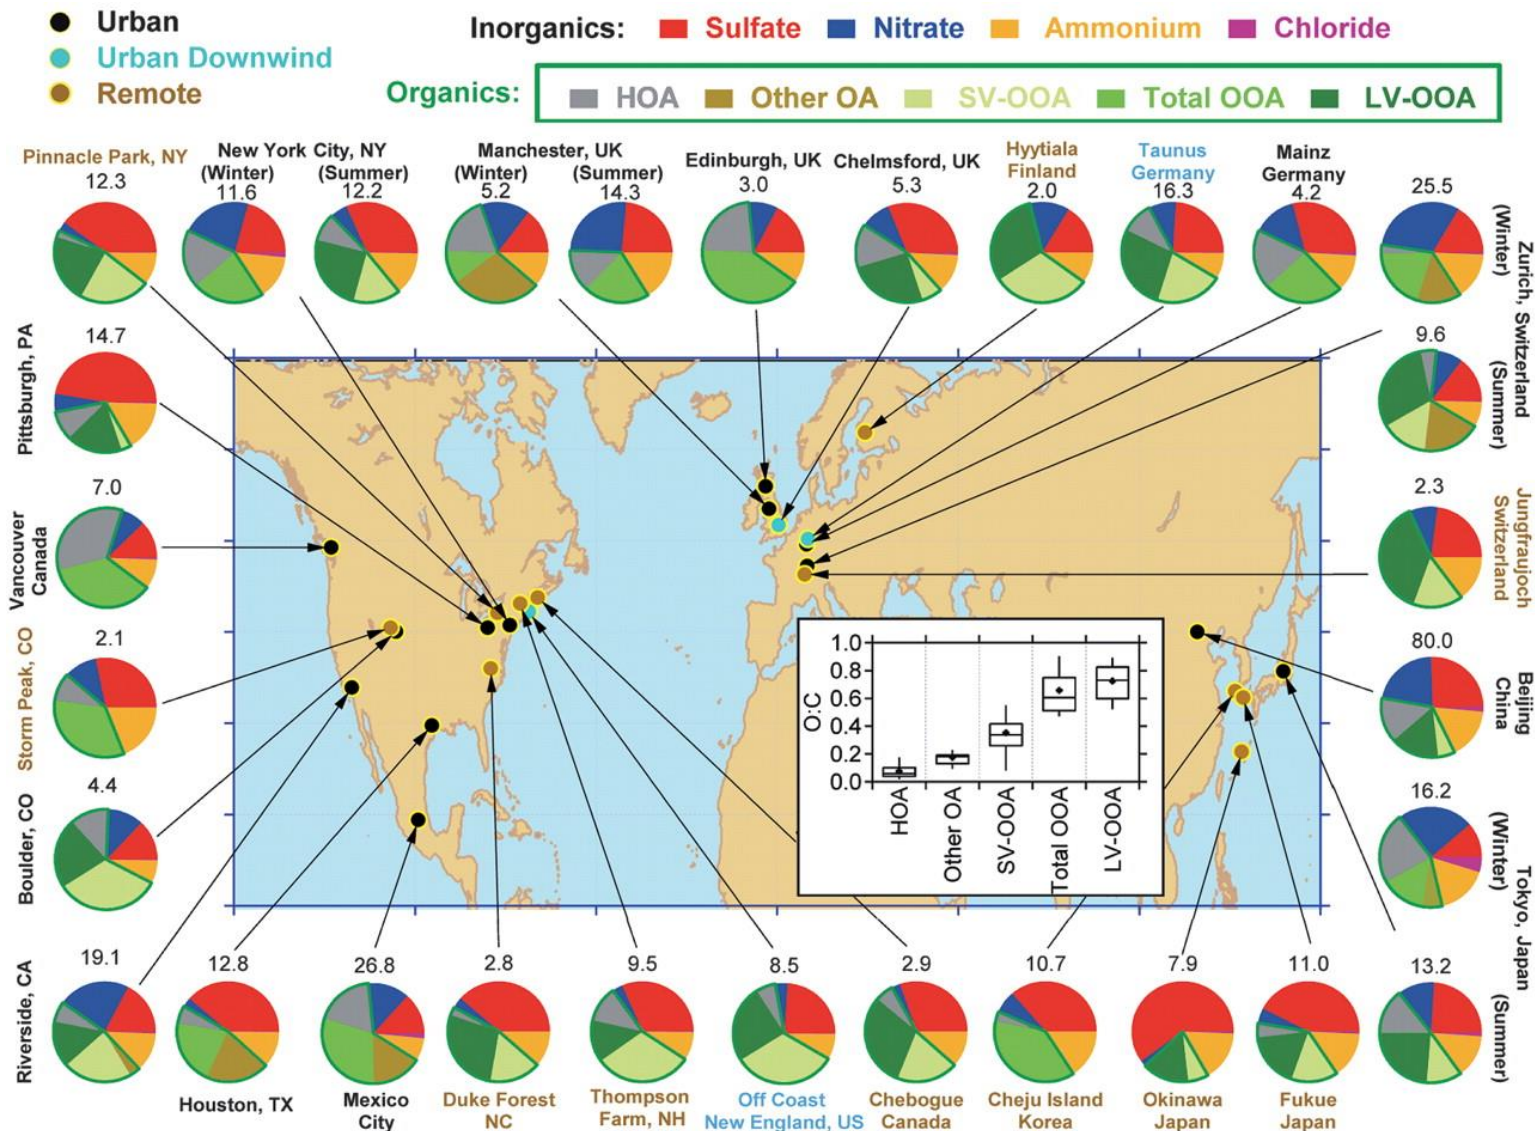 Urban
Urban Downwind
Remote
Inorganics: Sulfate Nitrate Ammonium Chloride
Organics: HOA Other OA SV-OOA Total OOA LV-OOA
Pinnacle Park, NY
12.3
New York City, NY
(Winter) (Summer)
11.6 12.2
Manchester, UK
(Winter) (Summer)
5.2 14.3
Edinburgh, UK
3.0
Chelmsford, UK
5.3
Hyytiala
Finland
2.0
Taunus
Germany
16.3
Mainz
Germany
4.2
25.5
(Winter)
Zurich, Switzerland
9.6
(Summer)
Pittsburgh, PA
14.7
Vancouver
Canada
7.0
Storm Peak, CO
2.1
Boulder, CO
4.4
Riverside, CA
19.1
2.3
Jungfraujoch
Switzerland
80.0
Beijing
China
16.2
(Winter)
Tokyo, Japan
13.2
(Summer)
O:C
1.0
0.8
0.6
0.4
0.2
0.0
HOA
Other OA
SV-OOA
Total OOA
LV-OOA
12.8
Houston, TX
26.8
Mexico
City
2.8
Duke Forest
NC
9.5
Thompson
Farm, NH
8.5
Off Coast
New England, US
2.9
Chebogue
Canada
10.7
Cheju Island
Korea
7.9
Okinawa
Japan
11.0
Fukue
Japan